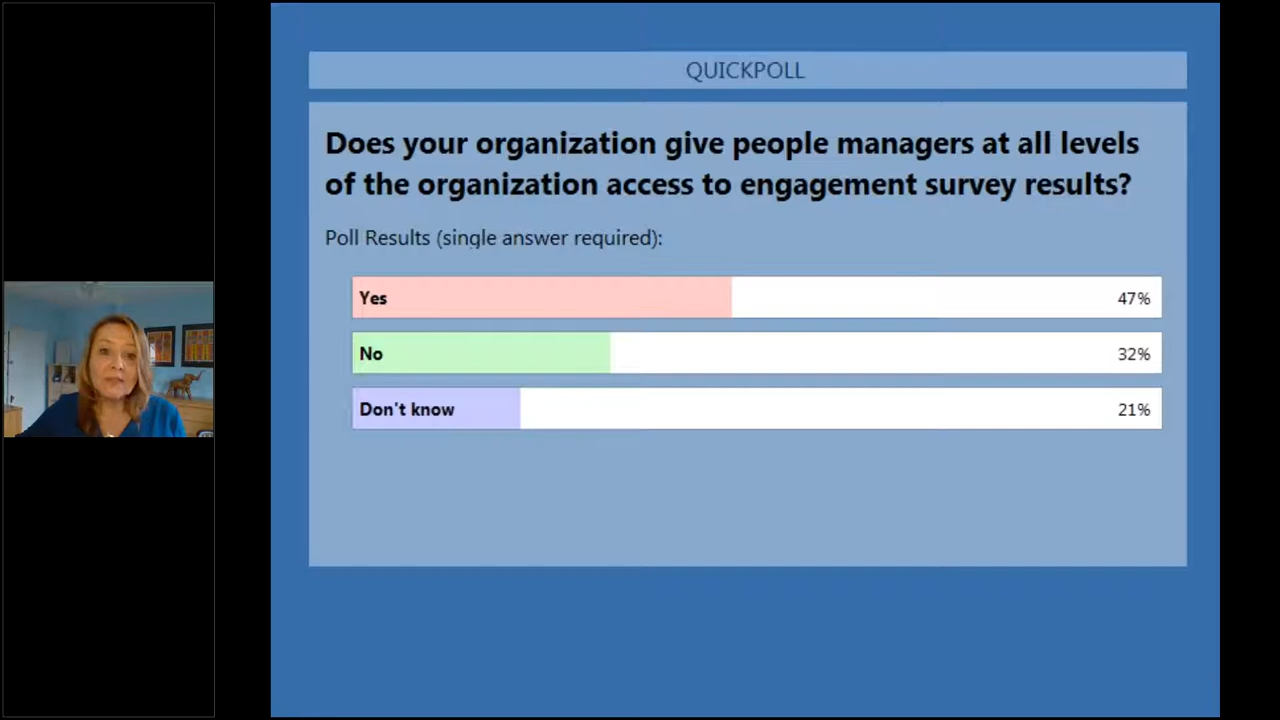 QUICKPOLL
Does your organization give people managers at all levels
of the organization access to engagement survey results?
Poll Results (single answer required):
Yes 47%
No 32%
Don't know 21%